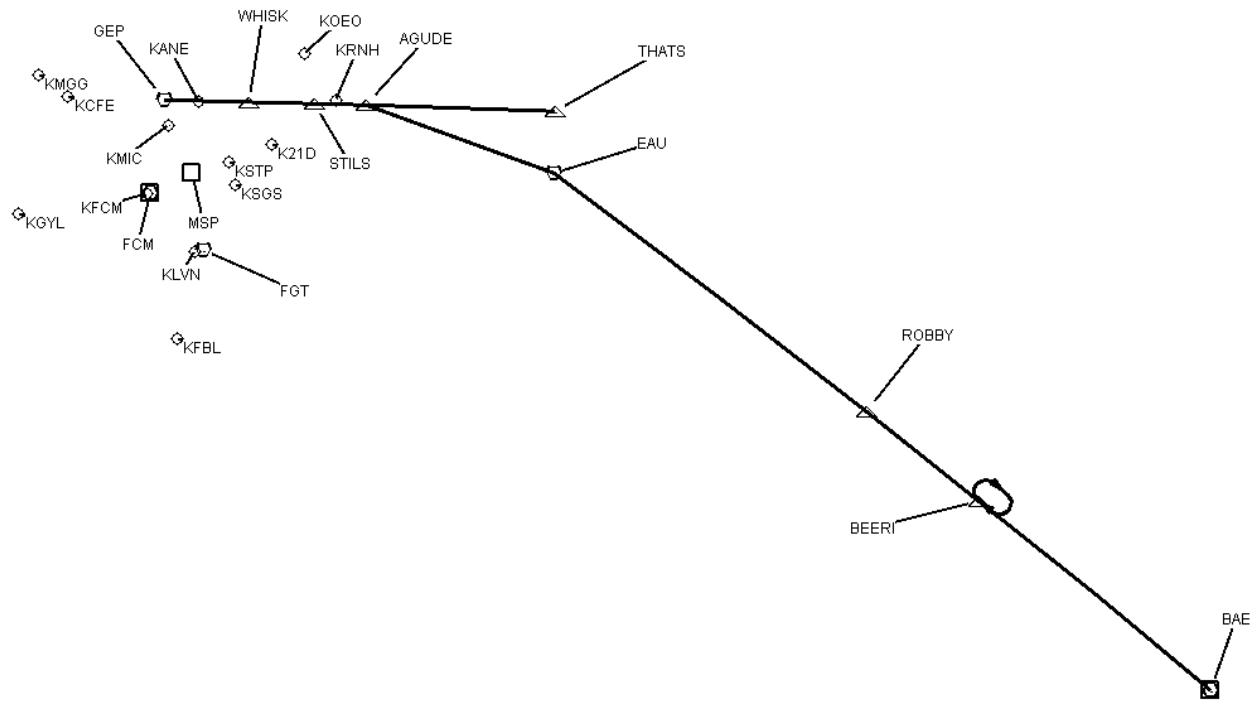 WHISK
KOEO
GEP
AGUDE
KANE
KRNH
THATS
KMGG
KCFE
KMIC
K21D
STILS
EAU
KSTP
KSGS
KFCM
KGYL
MSP
FCM
KLVN
FGT
KFBL
ROBBY
BEERI
BAE